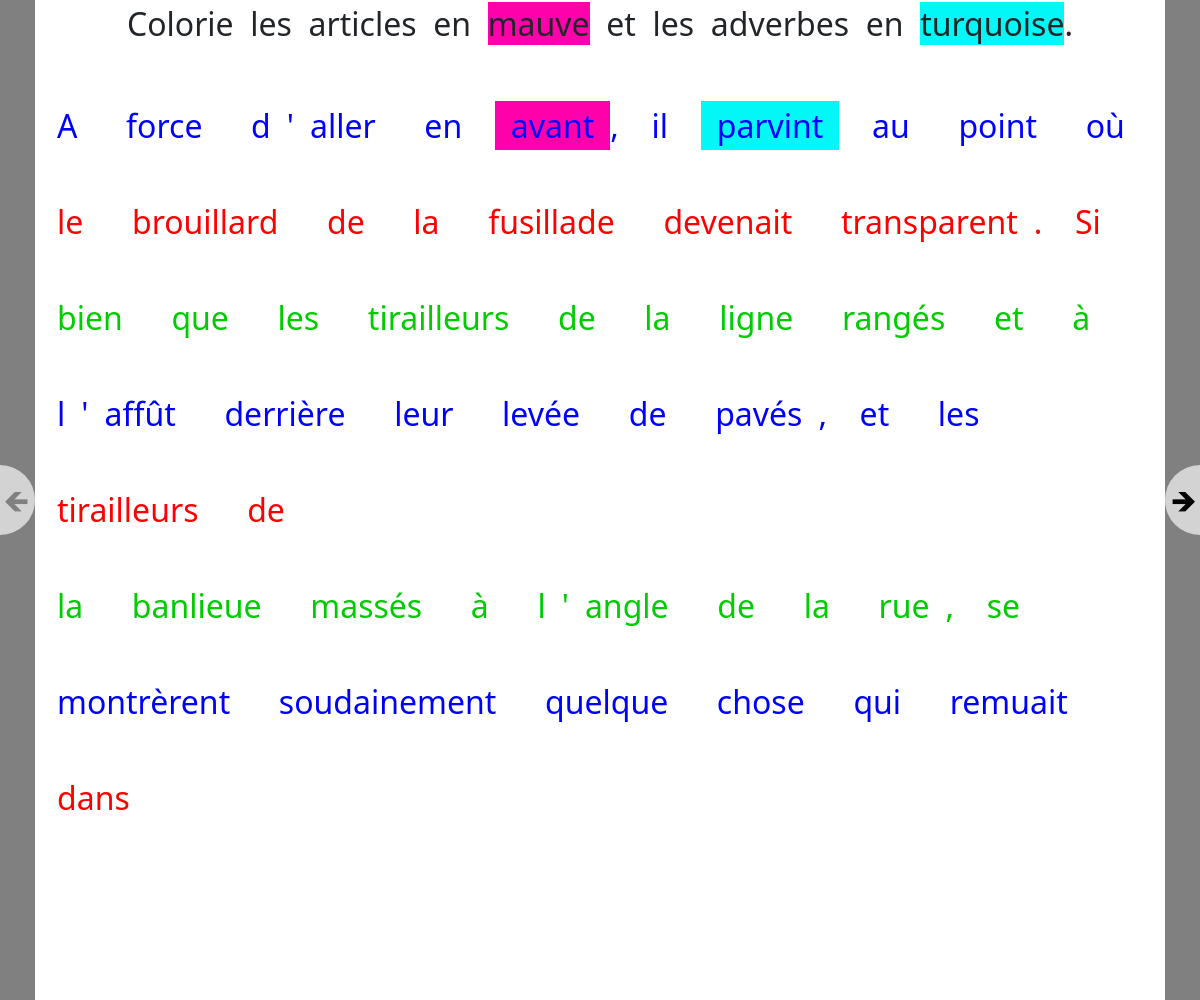 Colorie les articles en mauve et les adverbes en turquoise.
A force d ' aller en avant, il parvint au point où
le brouillard de la fusillade devenait transparent . Si
bien que les tirailleurs de la ligne rangés et à
l ' affût derrière leur levée de pavés , et les
tirailleurs de
la banlieue massés à l ' angle de la rue , se
montrèrent soudainement quelque chose qui remuait
dans